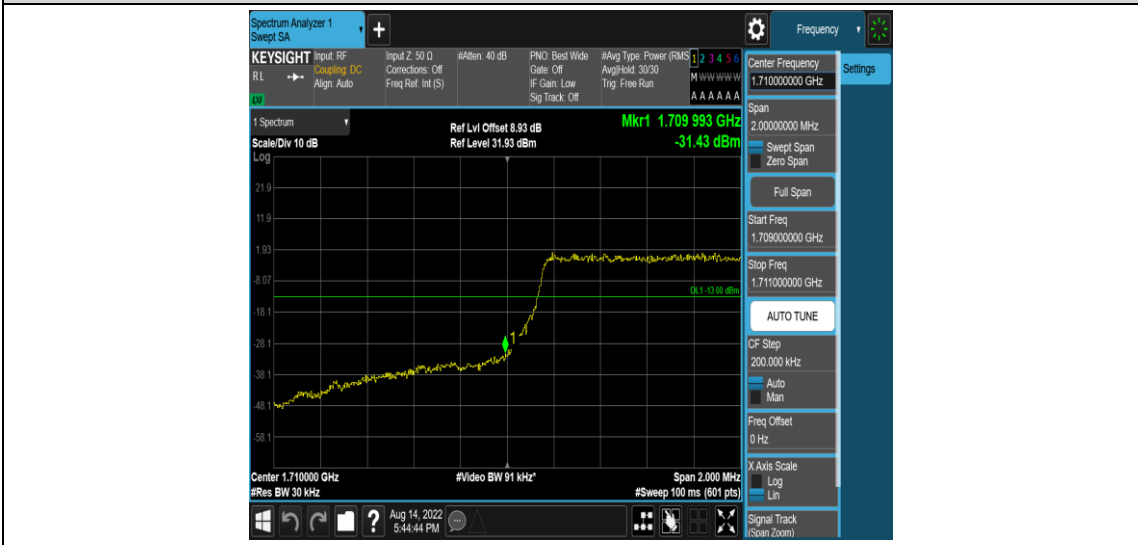 Spectrum Analyzer 1
Swept SA
+
Frequency
KEYSIGHT
RL
LXI
Input: RF
Coupling: DC
Align: Auto
Input Z: 50 Ω
Corrections: Off
Freq Ref: Int (S)
#Atten: 40 dB
PNO: Best Wide
Gate: Off
IF Gain: Low
Sig Track: Off
#Avg Type: Power (RMS
Avg|Hold: 30/30
Trig: Free Run
1 2 3 4 5 6
M W W W W W
A A A A A A
1 Spectrum
Scale/Div 10 dB
Log
Ref Lvl Offset 8.93 dB
Ref Level 31.93 dBm
Mkr1 1.709 993 GHz
-31.43 dBm
21.9
11.9
1.93
-8.07
-18.1
-28.1
-38.1
-48.1
-58.1
DL1 -13.00 dBm
1
Center 1.710000 GHz
#Res BW 30 kHz
#Video BW 91 kHz*
Span 2.000 MHz
#Sweep 100 ms (601 pts)
Center Frequency
1.710000000 GHz
Settings
Span
2.00000000 MHz
Swept Span
Zero Span
Full Span
Start Freq
1.709000000 GHz
Stop Freq
1.711000000 GHz
AUTO TUNE
CF Step
200.000 kHz
Auto
Man
Freq Offset
0 Hz
X Axis Scale
Log
Lin
Signal Track
(Span Zoom)
?
Aug 14, 2022
5:44:44 PM